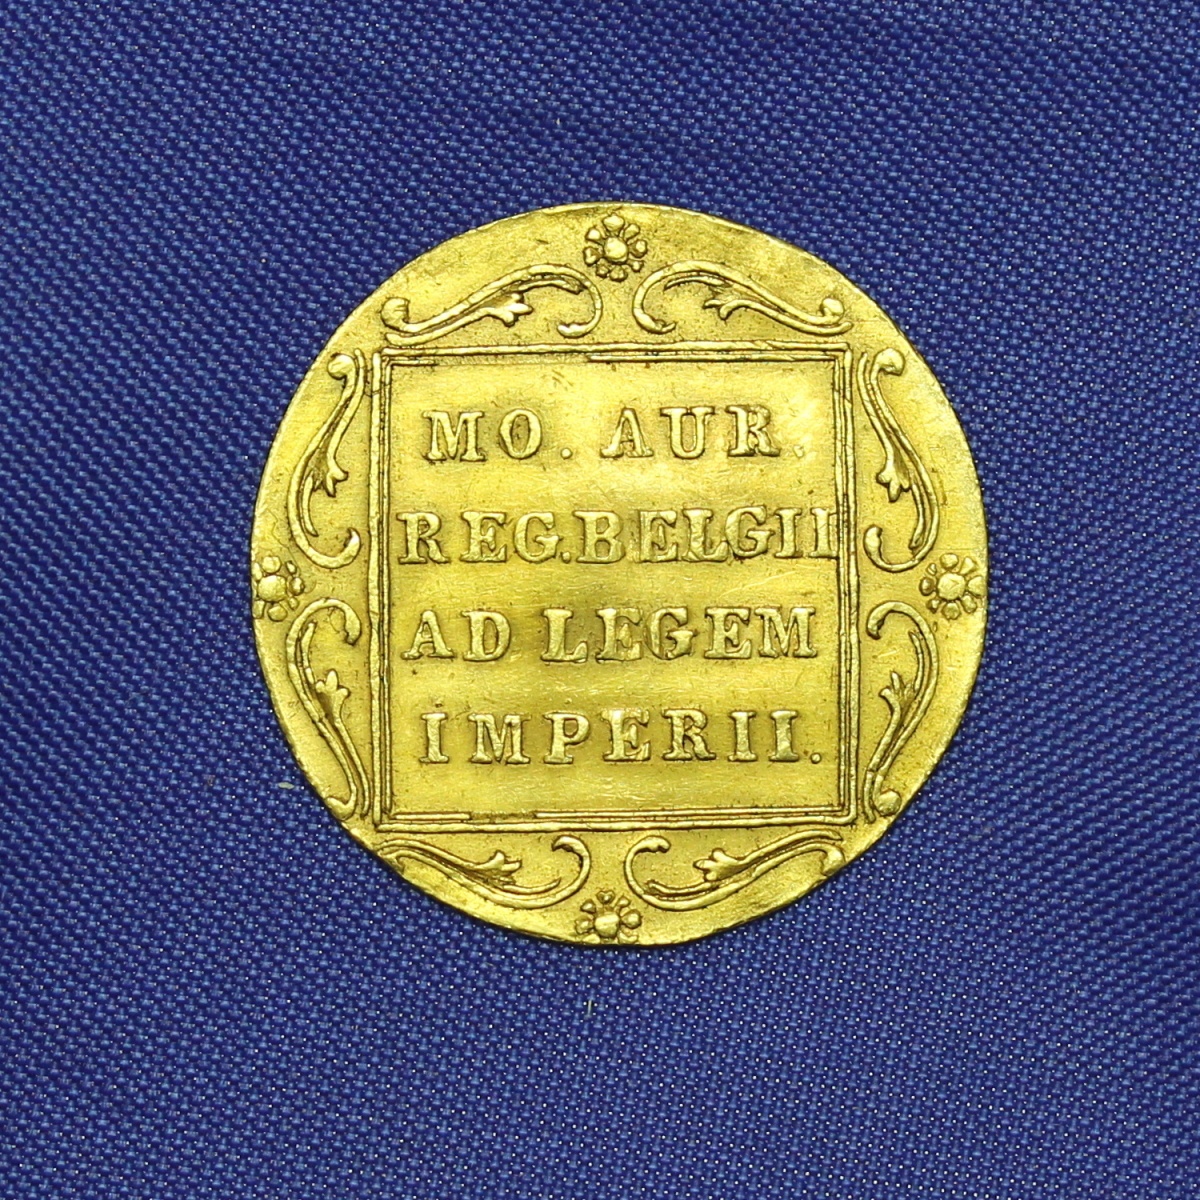 MO. AUR.
REG.BELGII
AD LEGEM
IMPERII.